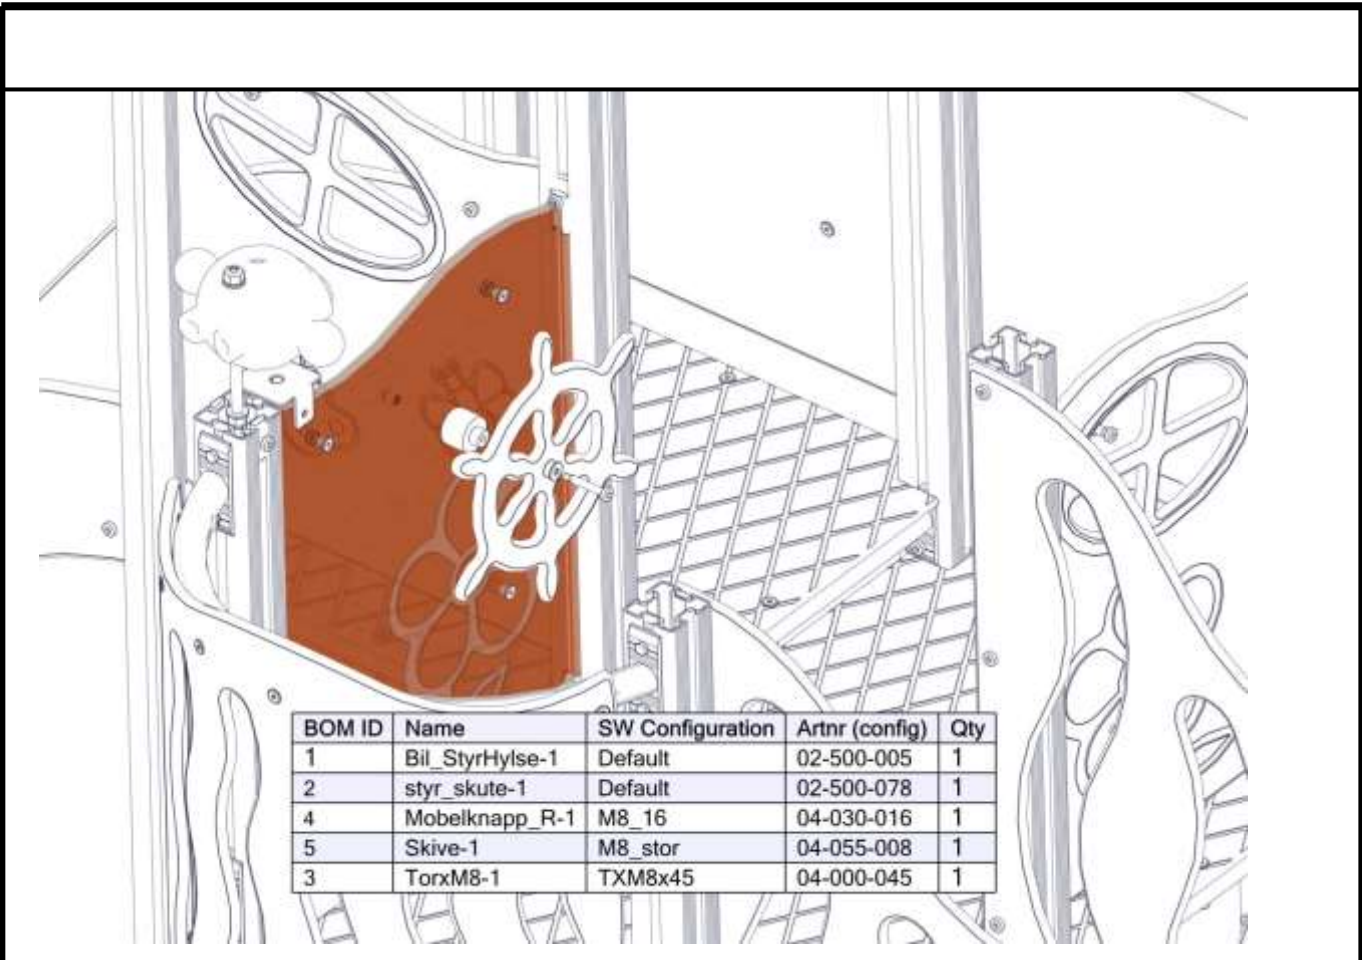 BOM ID Name SW Configuration Artnr (config) Qty
1 Bil_StyrHylse-1 Default 02-500-005 1
2 styr_skute-1 Default 02-500-078 1
4 Mobelknapp_R-1 M8_16 04-030-016 1
5 Skive-1 M8_stor 04-055-008 1
3 TorxM8-1 TXM8x45 04-000-045 1